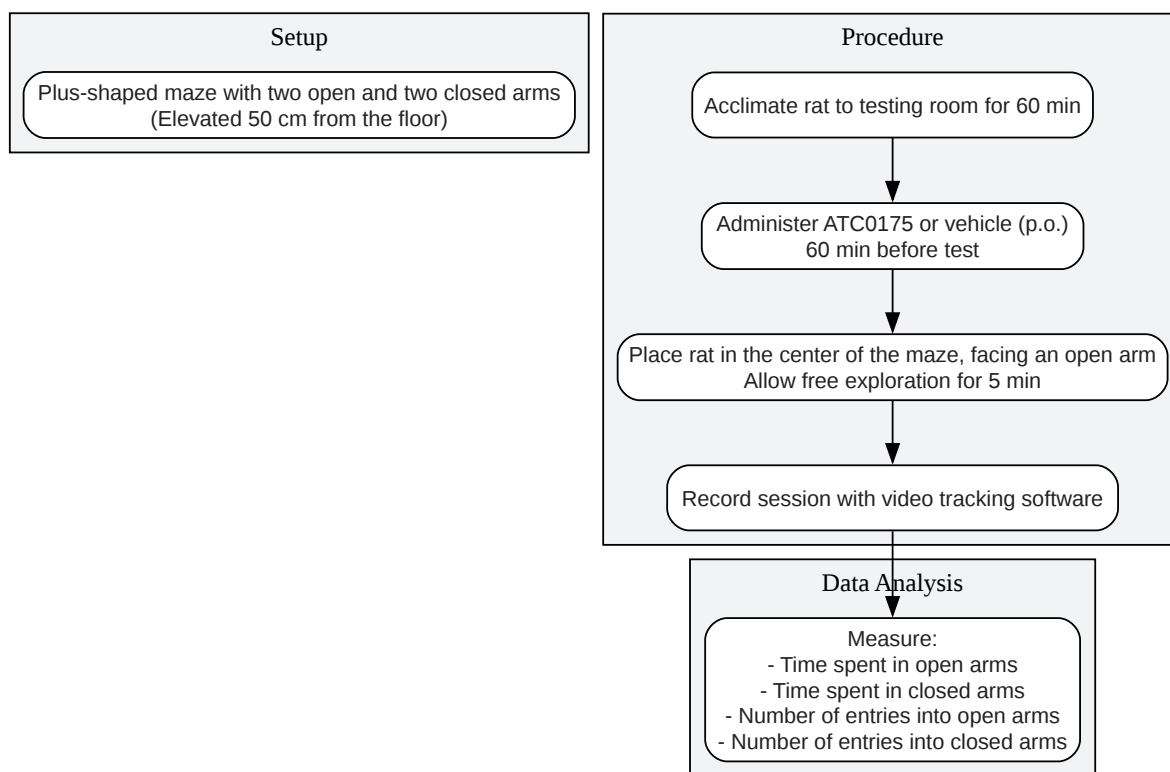 Setup
Plus-shaped maze with two open and two closed arms
(Elevated 50 cm from the floor)
Procedure
Acclimate rat to testing room for 60 min
Administer ATC0175 or vehicle (p.o.)
60 min before test
Place rat in the center of the maze, facing an open arm
Allow free exploration for 5 min
Record session with video tracking software
Data Analysis
Measure:
- Time spent in open arms
- Time spent in closed arms
- Number of entries into open arms
- Number of entries into closed arms